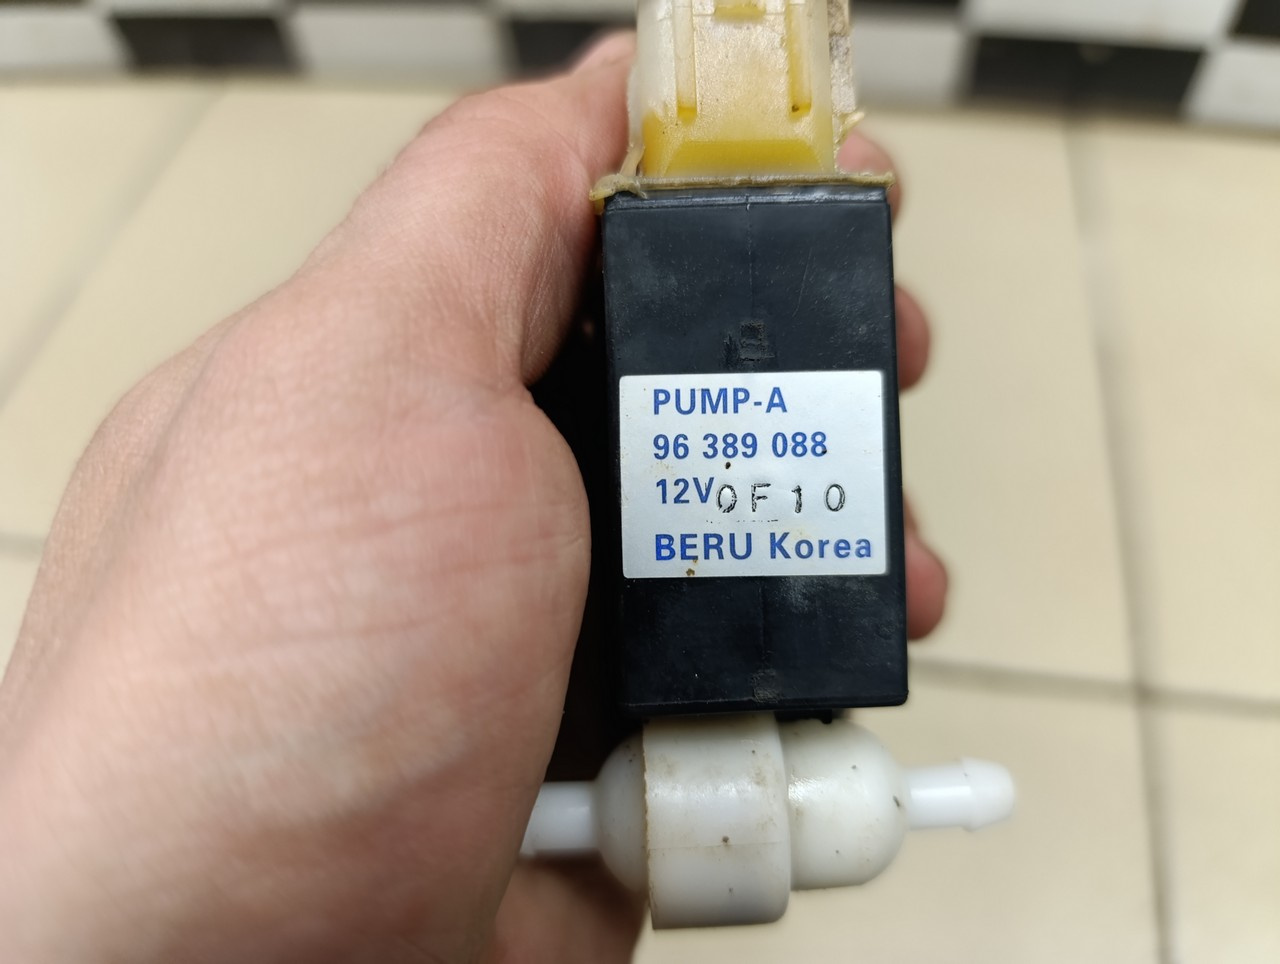 PUMP-A
96 389 088
12V 0F10
BERU Korea